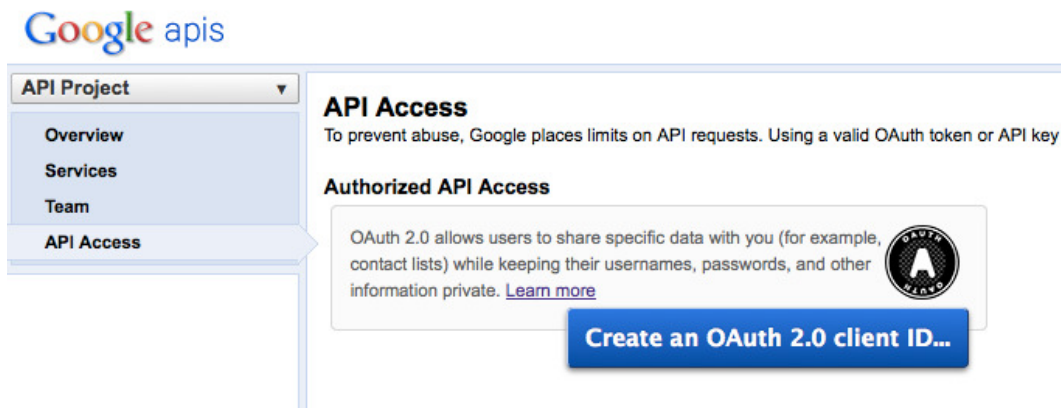 Google apis
API Project
Overview
Services
Team
API Access
API Access
To prevent abuse, Google places limits on API requests. Using a valid OAuth token or API key
Authorized API Access
OAuth 2.0 allows users to share specific data with you (for example,
contact lists) while keeping their usernames, passwords, and other
information private. Learn more
OAUTH
A
OAUTH
Create an OAuth 2.0 client ID...